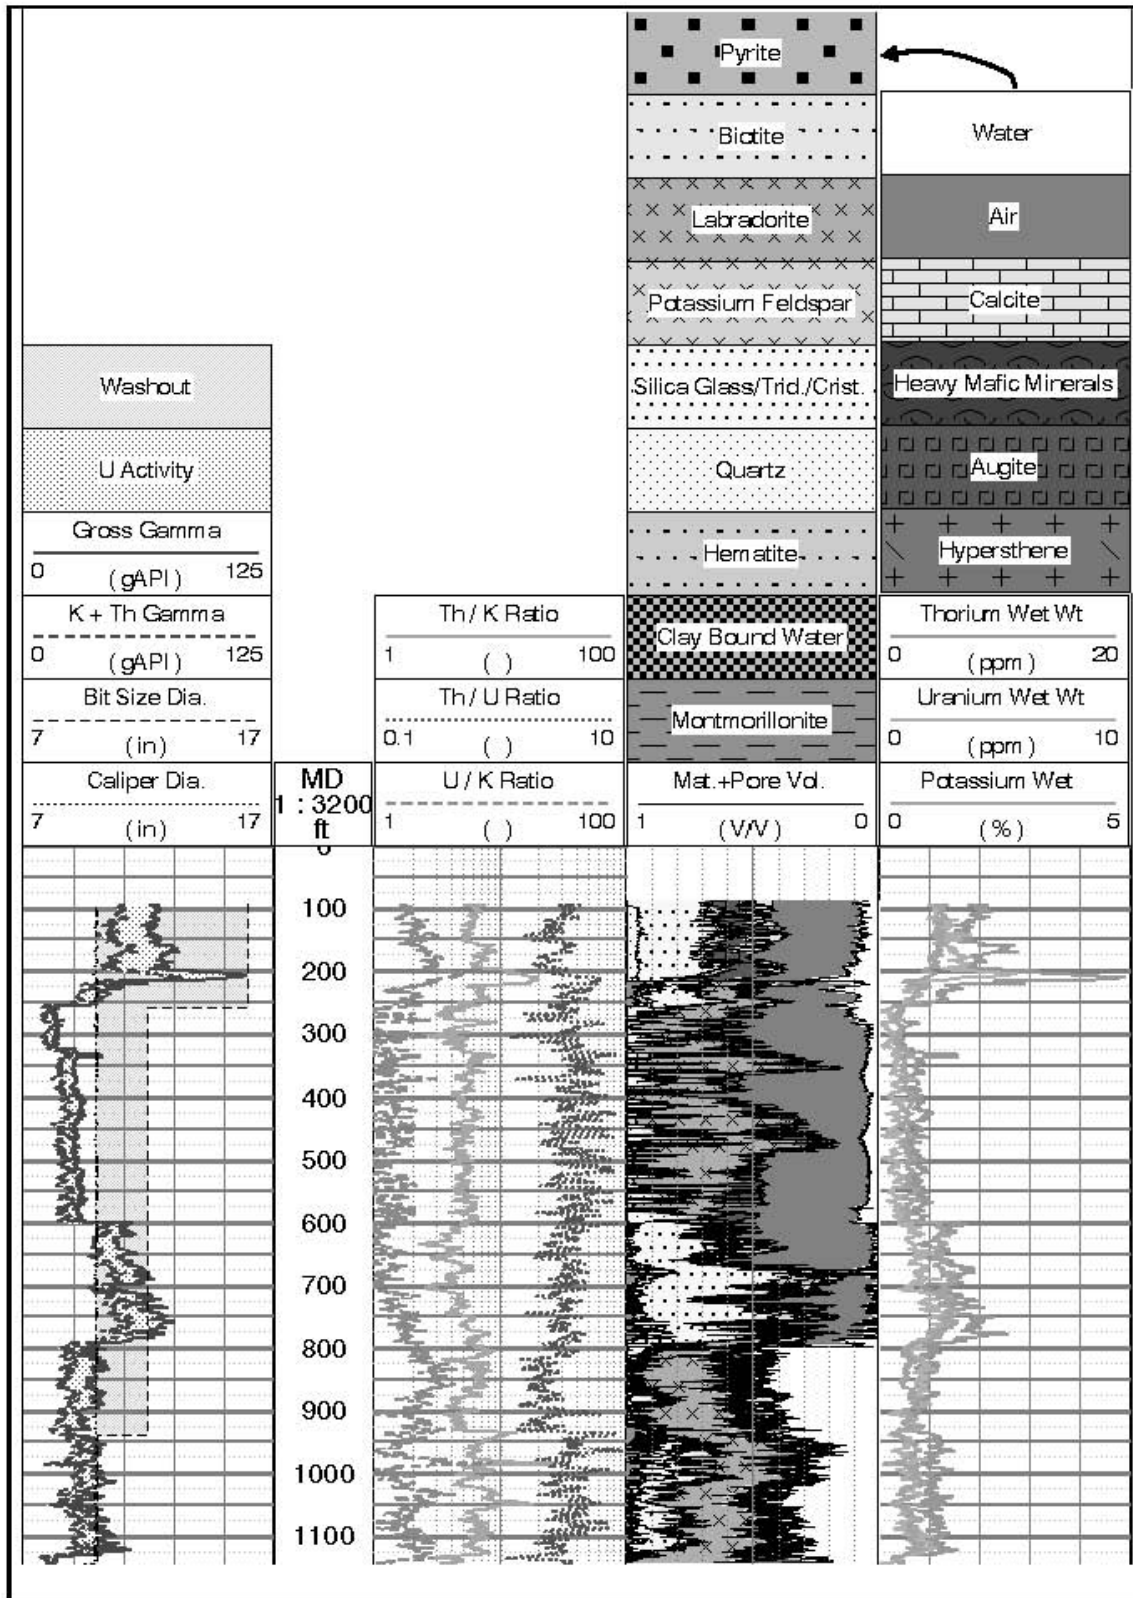 Pyrite
Biotite
Water
Labradorite
Air
Potassium Feldspar
Calcite
Washout
Silica Glass/Trid./Crist.
Heavy Mafic Minerals
U Activity
Quartz
Augite
Gross Gamma
0 (gAPI) 125
Hematite
Hypersthene
K + Th Gamma
0 (gAPI) 125
Th / K Ratio
1 ( ) 100
Clay Bound Water
Thorium Wet Wt
0 (ppm) 20
Bit Size Dia.
7 (in) 17
Th / U Ratio
0.1 ( ) 10
Montmorillonite
Uranium Wet Wt
0 (ppm) 10
Caliper Dia.
7 (in) 17
MD
1 : 3200
ft
U / K Ratio
1 ( ) 100
Mat.+Pore Vol.
1 (V/V) 0
Potassium Wet
0 (%) 5
0
100
200
300
400
500
600
700
800
900
1000
1100